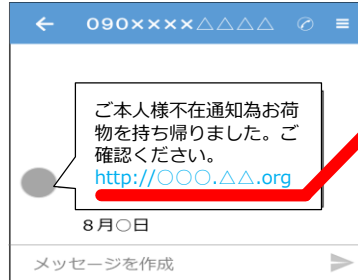 090××××△△△△
ご本人様不在通知為お荷
物を持ち帰りました。ご
確認ください。
http://○○○.△△.org
8月○日
メッセージを作成